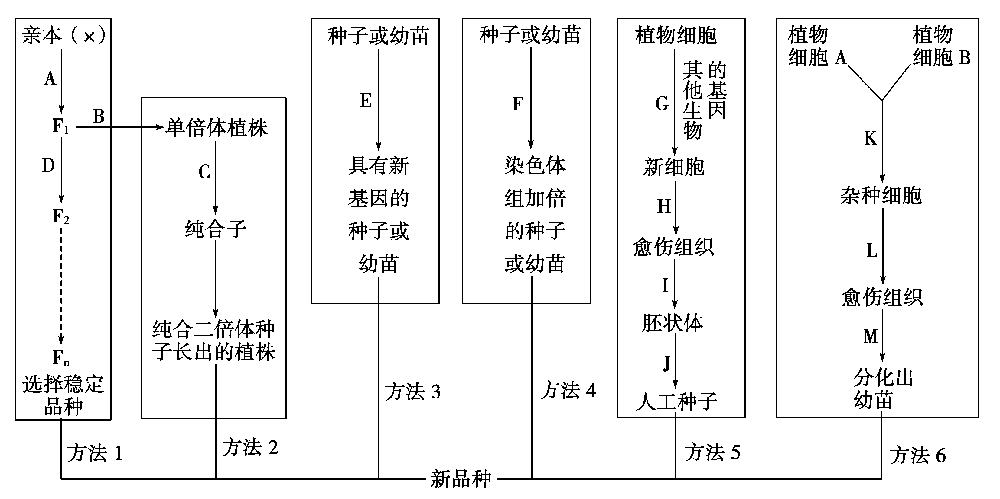 亲本（×）
A
F1
B
D
F2
Fn
选择稳定
品种
方法 1
单倍体植株
C
纯合子
纯合二倍体种
子长出的植株
方法 2
种子或幼苗
E
具有新
基因的
种子或
幼苗
方法 3
种子或幼苗
F
染色体
组加倍
的种子
或幼苗
方法 4
植物细胞
G
其他生物
的基因
新细胞
H
愈伤组织
I
胚状体
J
人工种子
方法 5
植物
细胞 A
植物
细胞 B
K
杂种细胞
L
愈伤组织
M
分化出
幼苗
方法 6
新品种